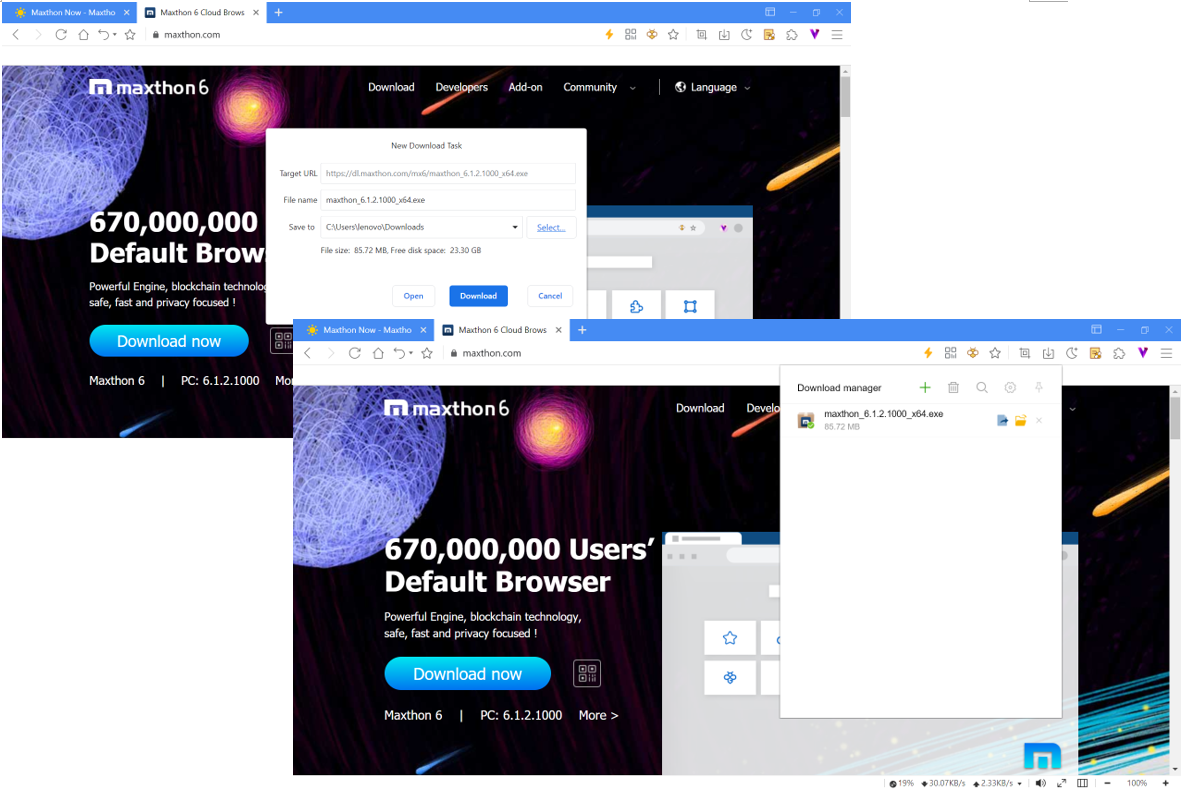 Maxthon Now - Maxtho
Maxthon 6 Cloud Brows
maxthon.com
maxthon 6
Download
Developers
Add-on
Community
Language
New Download Task
Target URL
https://dl.maxthon.com/mx6/maxthon_6.1.2.1000_x64.exe
File name
maxthon_6.1.2.1000_x64.exe
Save to
C:\Users\lenovo\Downloads
Select...
File size: 85.72 MB, Free disk space: 23.30 GB
Open
Download
Cancel
670,000,000
Default Brow
Powerful Engine, blockchain technolo
safe, fast and privacy focused !
Download now
Maxthon 6 | PC: 6.1.2.1000 Mo
Maxthon Now - Maxtho
Maxthon 6 Cloud Brows
maxthon.com
maxthon 6
Download
Develo
Download manager
maxthon_6.1.2.1000_x64.exe
85.72 MB
670,000,000 Users’
Default Browser
Powerful Engine, blockchain technology,
safe, fast and privacy focused !
Download now
Maxthon 6 | PC: 6.1.2.1000 More >
19% 30.07KB/s 2.33KB/s 100%